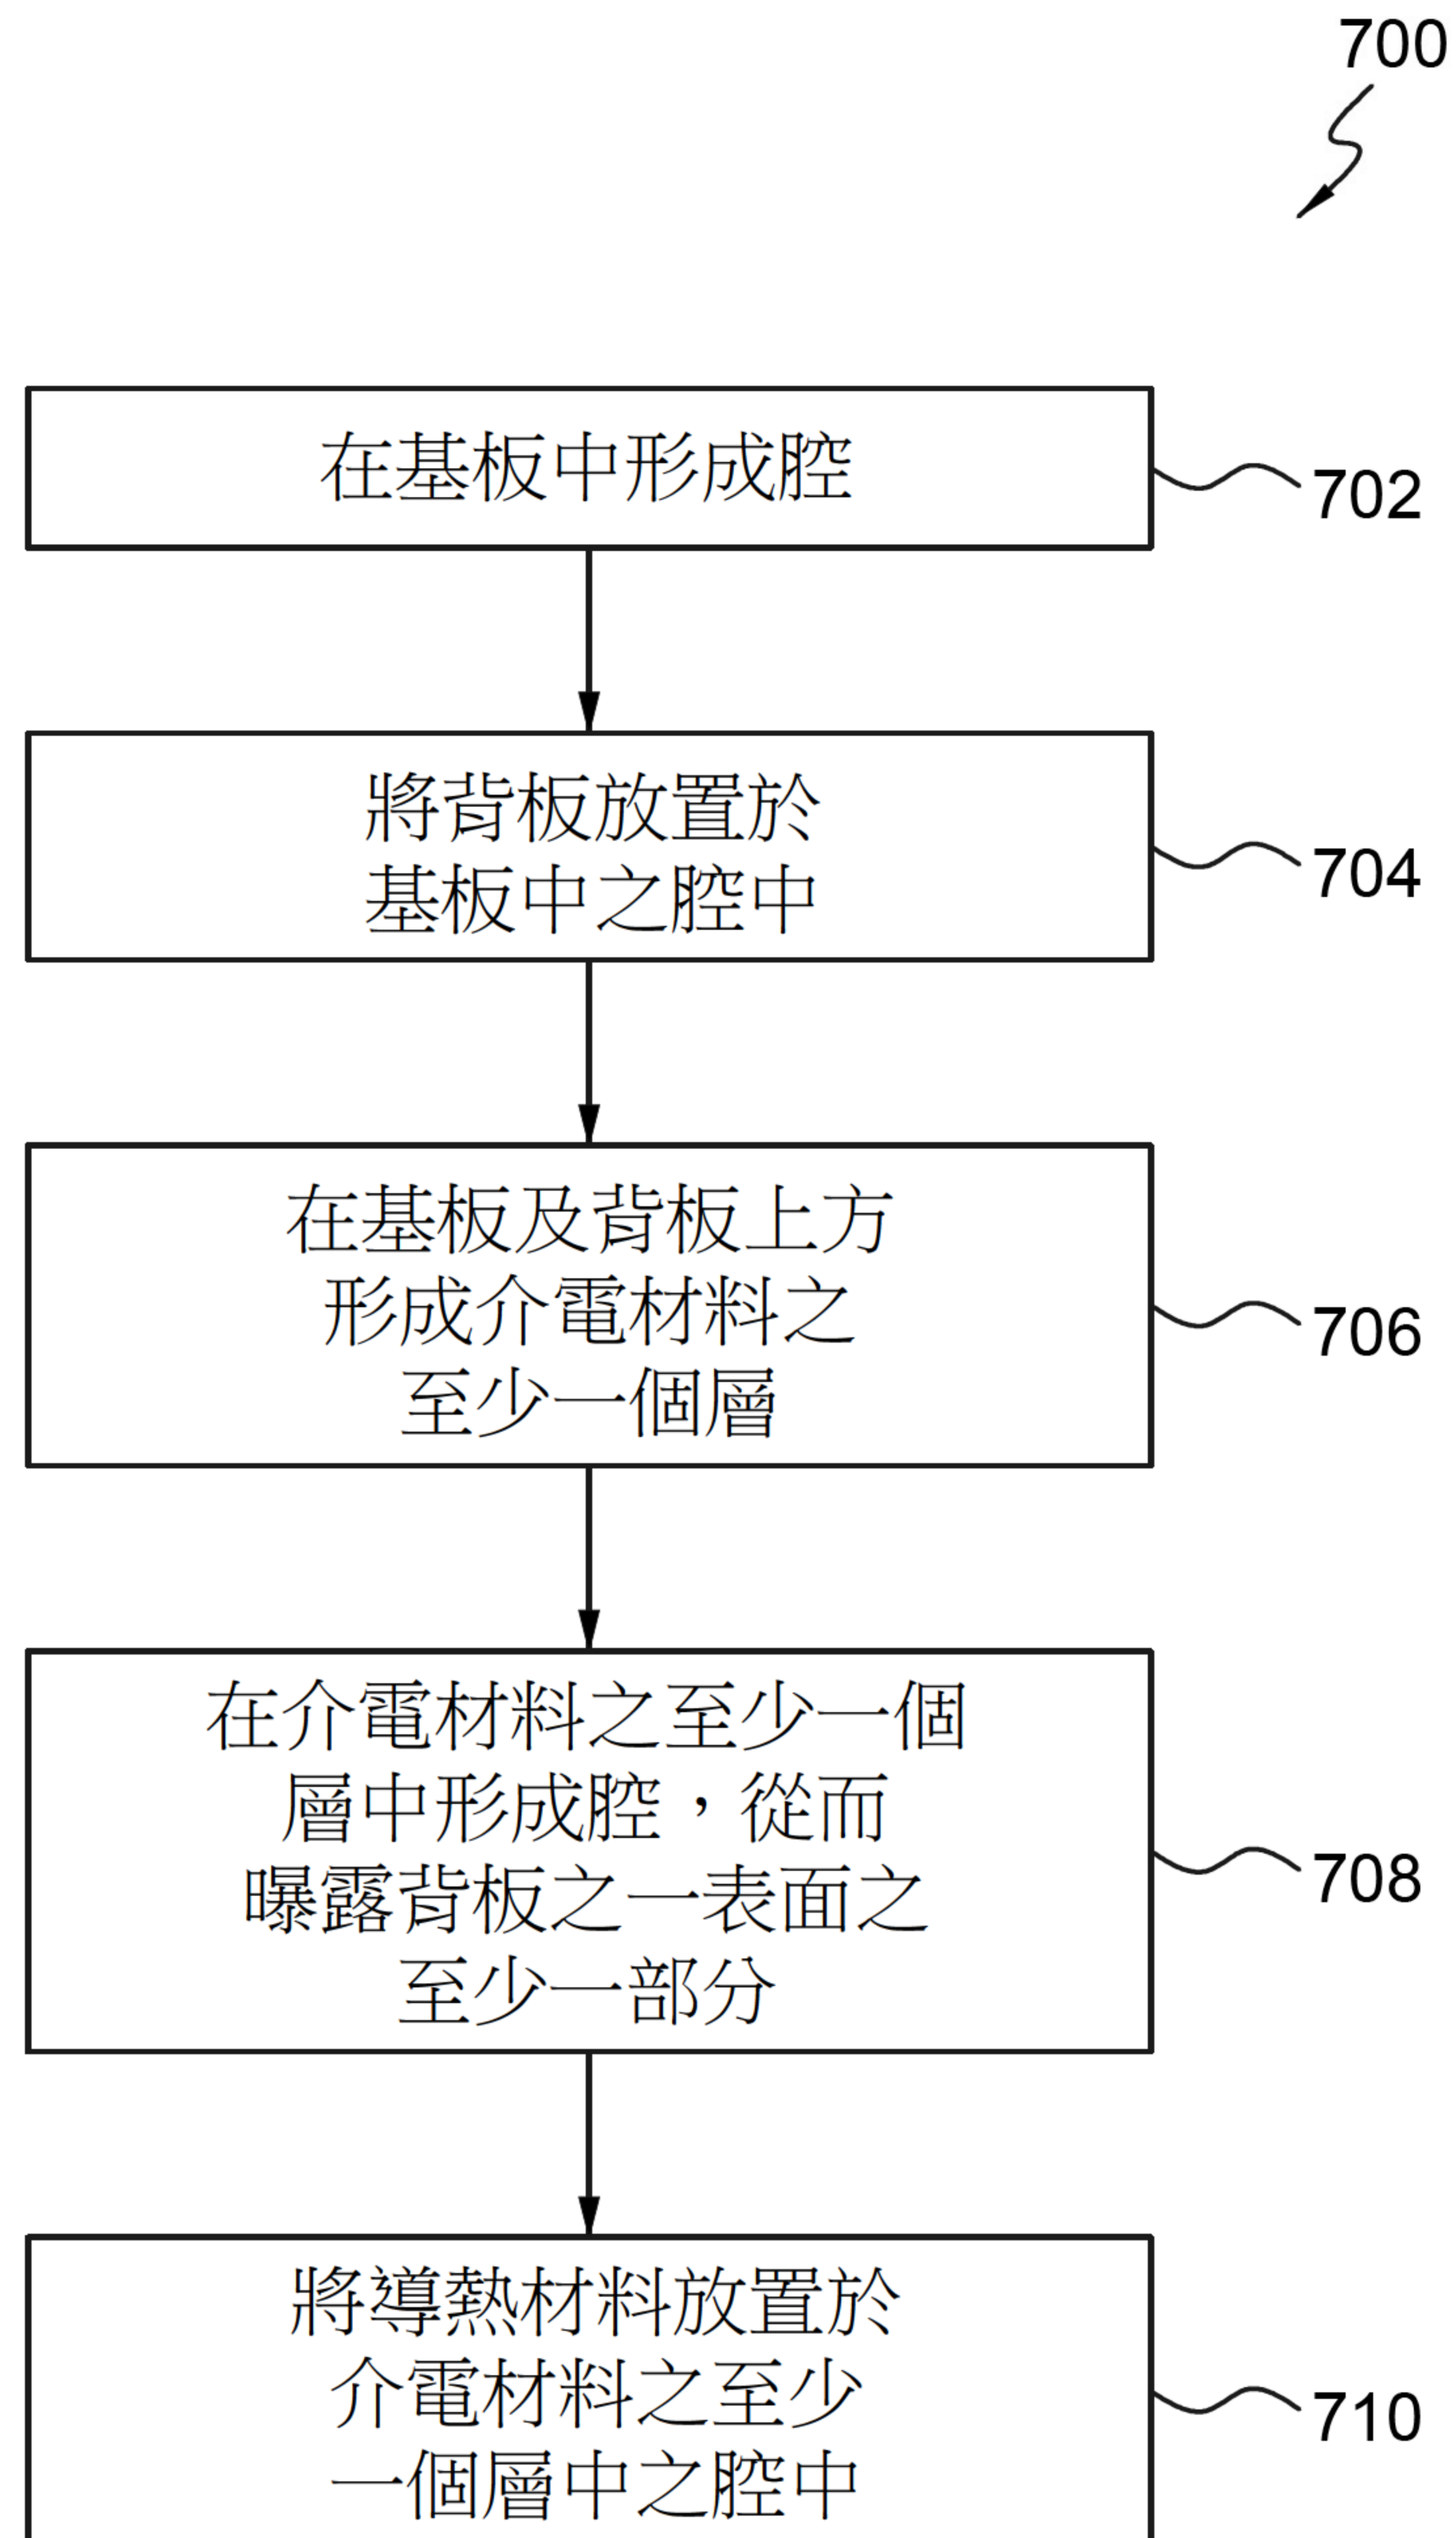 700
在基板中形成腔
702
將背板放置於
基板中之腔中
704
在基板及背板上方
形成介電材料之
至少一個層
706
在介電材料之至少一個
層中形成腔，從而
曝露背板之一表面之
至少一部分
708
將導熱材料放置於
介電材料之至少
一個層中之腔中
710